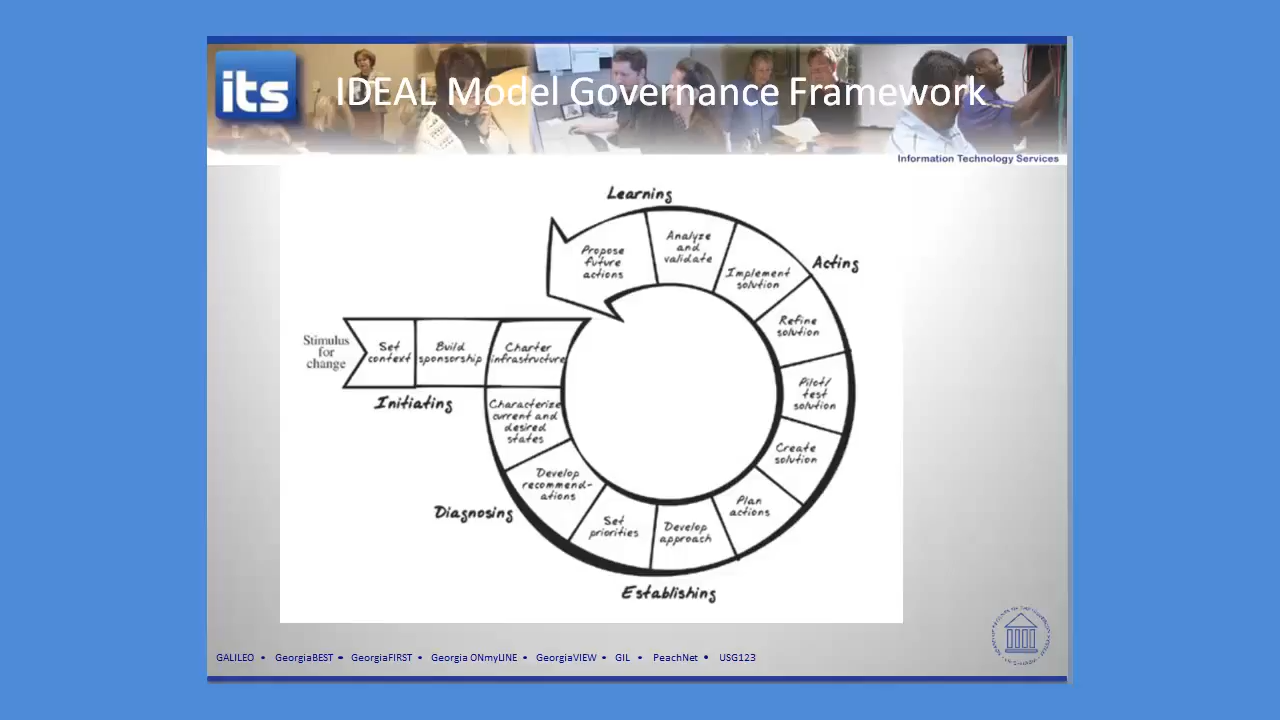 its
IDEAL Model Governance Framework
Information Technology Services
Learning
Propose
future
actions
Analyze
and
validate
Implement
solution
Acting
Refine
solution
Stimulus
for
change
Set
context
Build
sponsorship
Charter
infrastructure
Pilot/
test
solution
Initiating
Characterize
current and
desired
states
Create
solution
Develop
recommend-
ations
Diagnosing
Set
priorities
Develop
approach
Plan
actions
Establishing
GALILEO • GeorgiaBEST • GeorgiaFIRST • Georgia ONmyLINE • GeorgiaVIEW • GIL • PeachNet • USG123